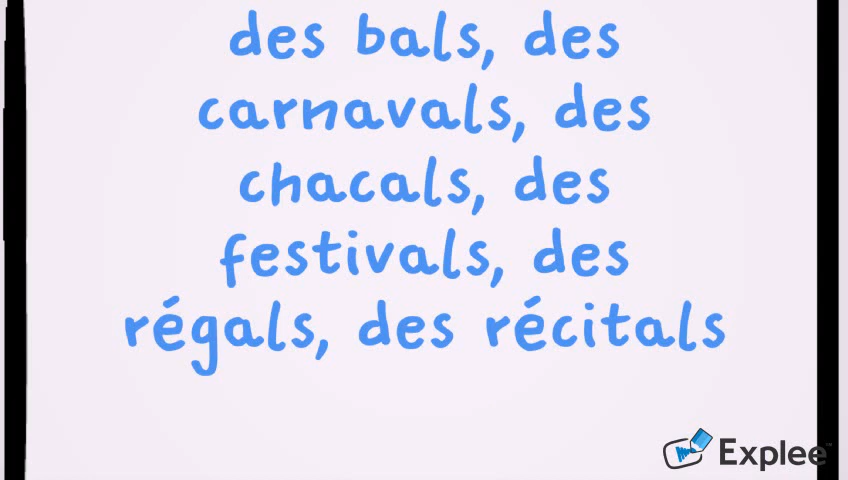 des bals, des
carnavals, des
chacals, des
festivals, des
régals, des récitals
Explee